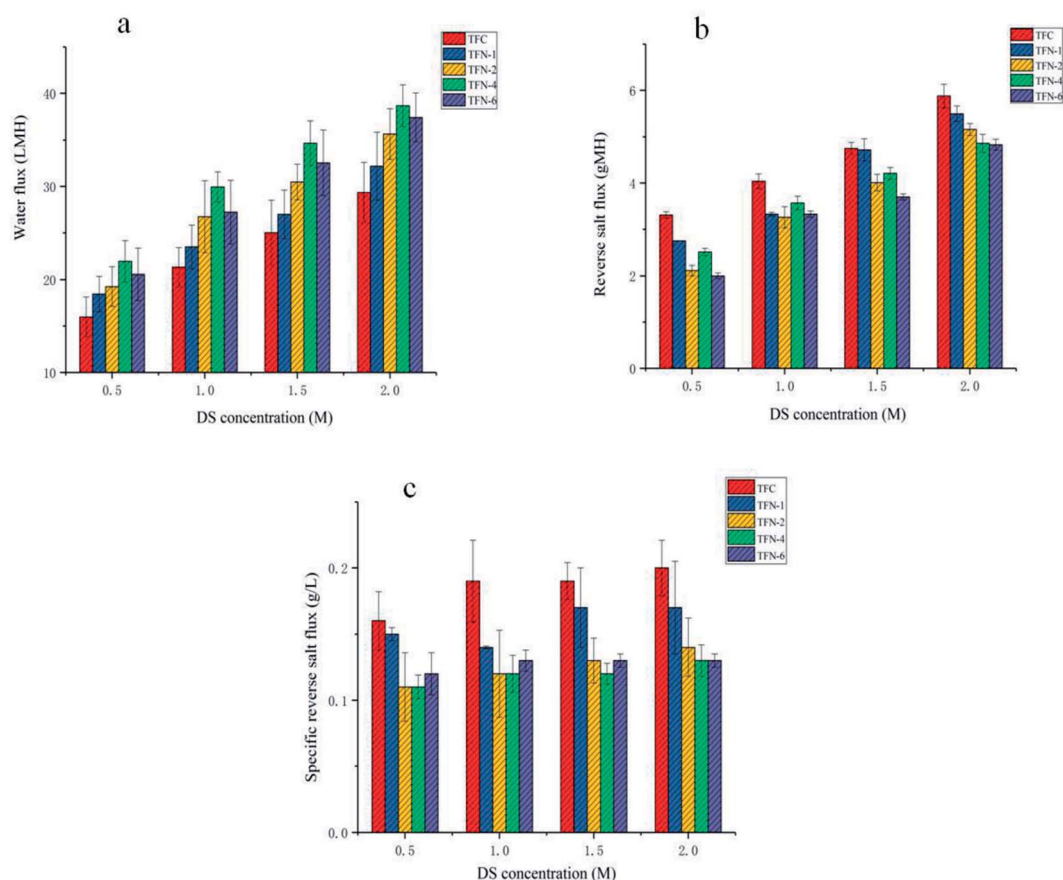 a
TFC
TFN-1
TFN-2
TFN-4
TFN-6
Water flux (LMH)
40
30
20
10
0.5 1.0 1.5 2.0
DS concentration (M)
b
TFC
TFN-1
TFN-2
TFN-4
TFN-6
Reverse salt flux (gMH)
6
4
2
0
0.5 1.0 1.5 2.0
DS concentration (M)
c
TFC
TFN-1
TFN-2
TFN-4
TFN-6
Specific reverse salt flux (g/L)
0.2
0.1
0.0
0.5 1.0 1.5 2.0
DS concentration (M)